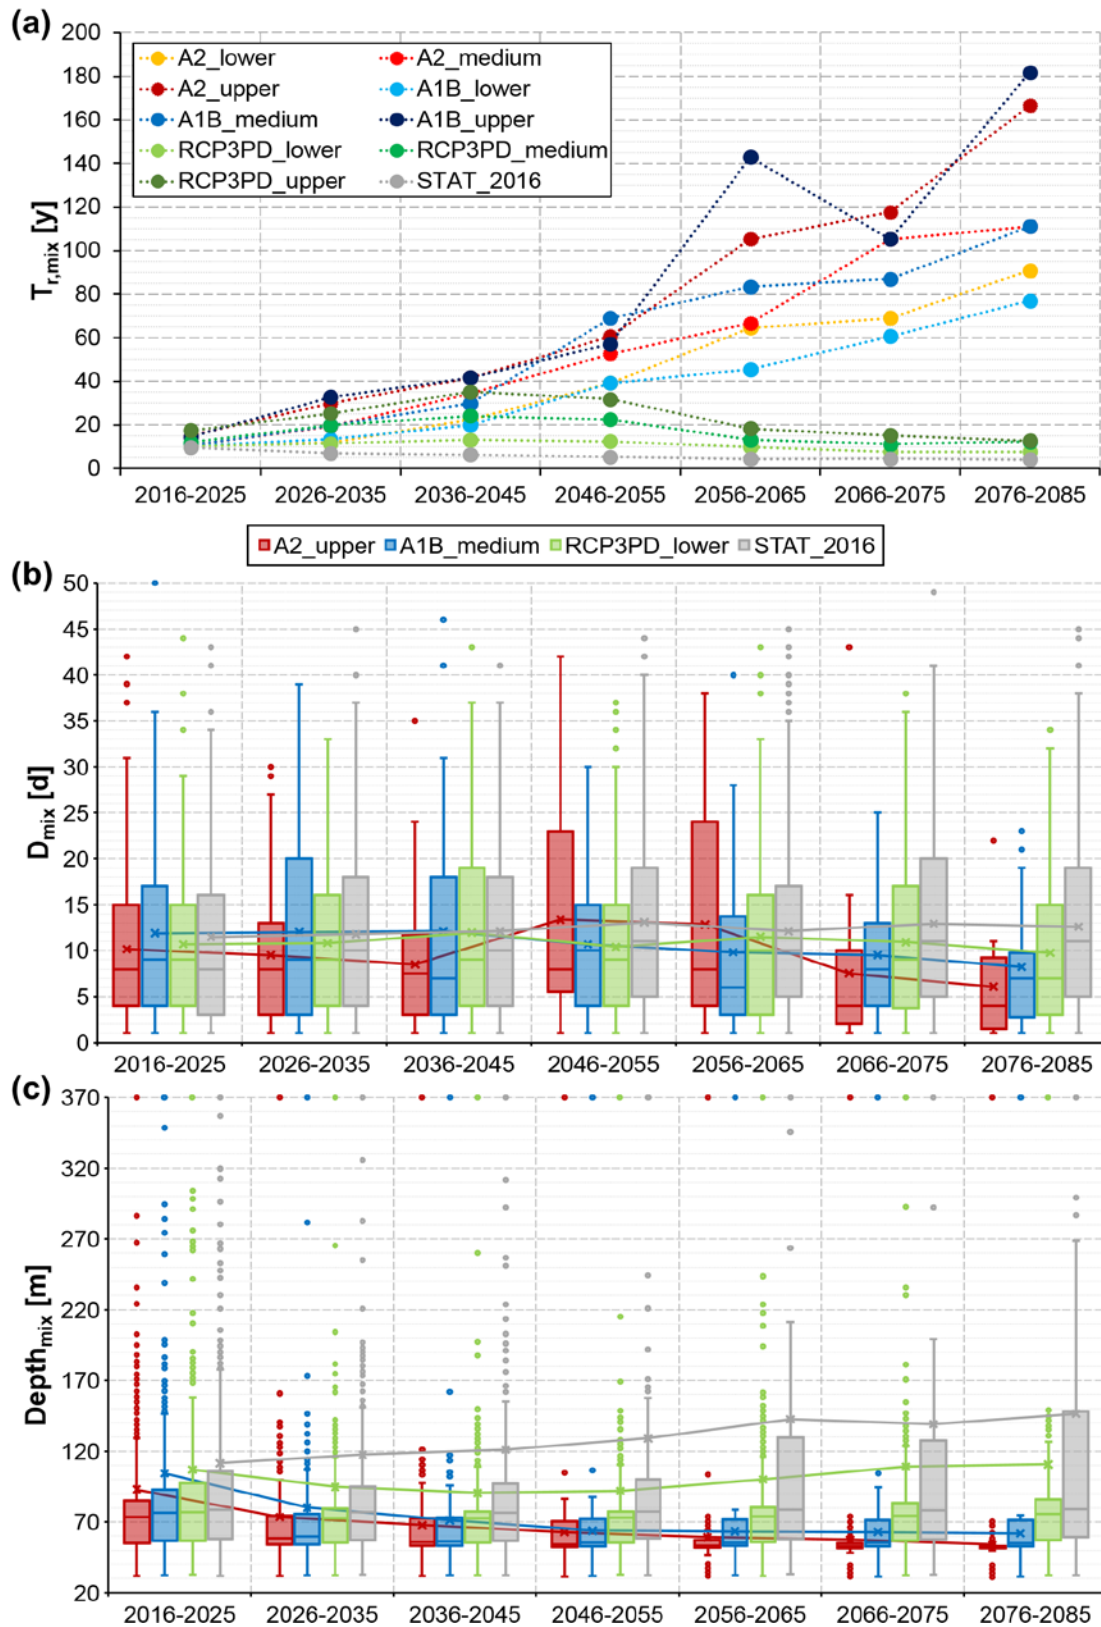 (a)
200
180
160
140
120
100
80
60
40
20
0
T_r,mix [y]
A2_lower A2_medium
A2_upper A1B_lower
A1B_medium A1B_upper
RCP3PD_lower RCP3PD_medium
RCP3PD_upper STAT_2016
2016-2025 2026-2035 2036-2045 2046-2055 2056-2065 2066-2075 2076-2085
A2_upper A1B_medium RCP3PD_lower STAT_2016
(b)
50
45
40
35
30
25
20
15
10
5
0
D_mix [d]
2016-2025 2026-2035 2036-2045 2046-2055 2056-2065 2066-2075 2076-2085
(c)
370
320
270
220
170
120
70
20
Depth_mix [m]
2016-2025 2026-2035 2036-2045 2046-2055 2056-2065 2066-2075 2076-2085